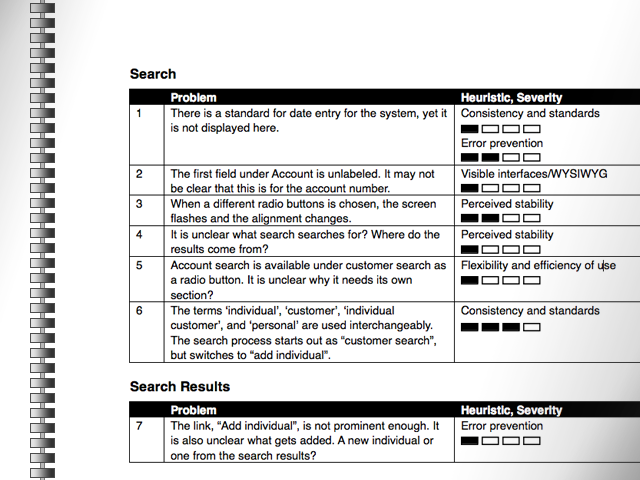 Search
Problem Heuristic, Severity
1 There is a standard for date entry for the system, yet it Consistency and standards
is not displayed here.
Error prevention
2 The first field under Account is unlabeled. It may not Visible interfaces/WYSIWYG
be clear that this is for the account number.
3 When a different radio buttons is chosen, the screen Perceived stability
flashes and the alignment changes.
4 It is unclear what search searches for? Where do the Perceived stability
results come from?
5 Account search is available under customer search as Flexibility and efficiency of use
a radio button. It is unclear why it needs its own
section?
6 The terms ‘individual’, ‘customer’, ‘individual Consistency and standards
customer’, and ‘personal’ are used interchangeably.
The search process starts out as “customer search”,
but switches to “add individual”.
Search Results
Problem Heuristic, Severity
7 The link, “Add individual”, is not prominent enough. It Error prevention
is also unclear what gets added. A new individual or
one from the search results?